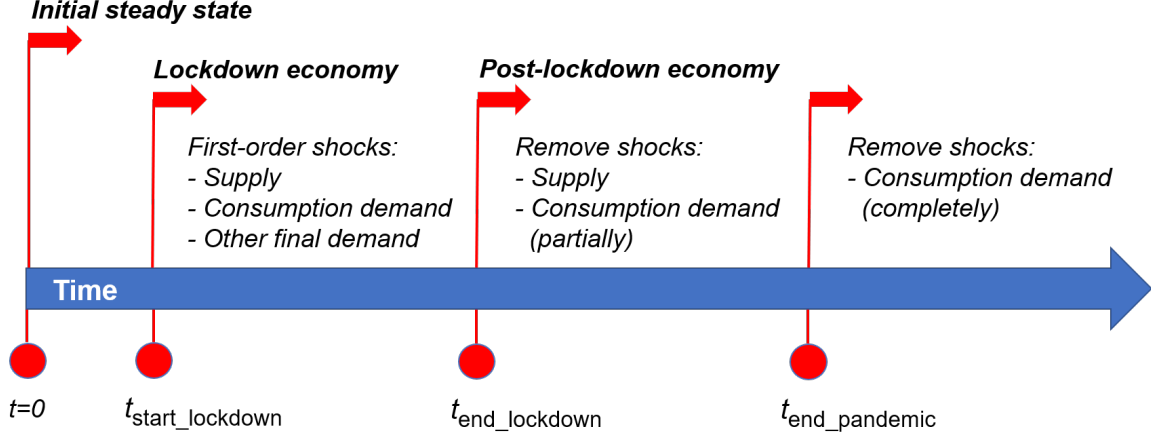 Initial steady state
Lockdown economy
Post-lockdown economy
First-order shocks:
- Supply
- Consumption demand
- Other final demand
Remove shocks:
- Supply
- Consumption demand
(partially)
Remove shocks:
- Consumption demand
(completely)
Time
t=0
tstart_lockdown
tend_lockdown
tend_pandemic